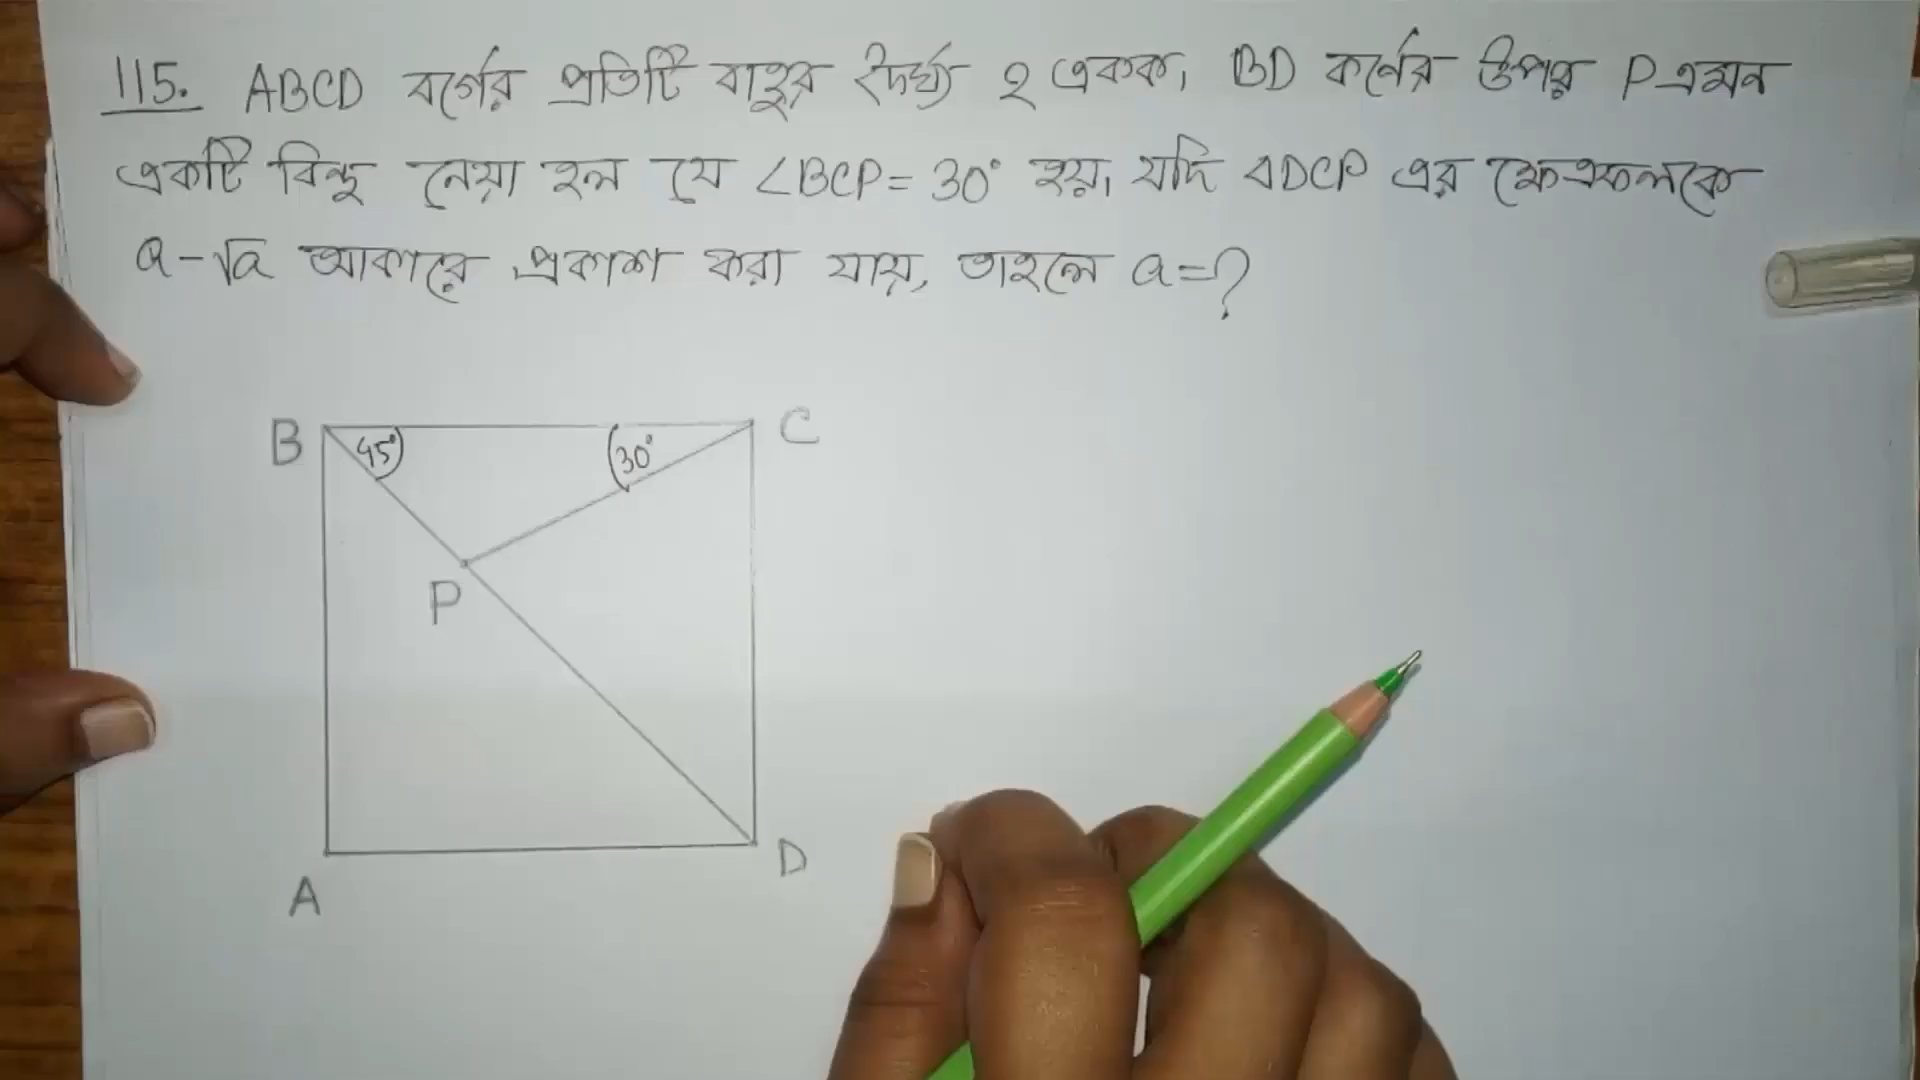 115. ABCD বর্গের প্রতিটি বাহুর দৈর্ঘ্য ২ একক। BD কর্ণের উপর P এমন
একটি বিন্দু নেয়া হল যে ∠BCP = 30° হয়। যদি ΔDCP এর ক্ষেত্রফলকে
a-√a আকারে প্রকাশ করা যায়, তাহলে a=?
B 45° 30° C
P
A D